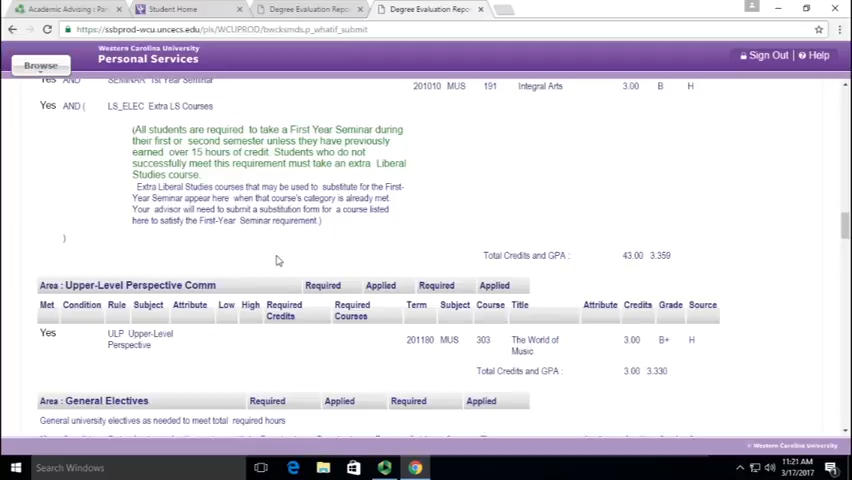 Academic Advising : Par
Student Home
Degree Evaluation Repo
Degree Evaluation Repo
https://ssbprod-wcu.uncecs.edu/pls/WCUPROD/bwcksmds.p_whatif_submit
Western Carolina University
Personal Services
Browse
Sign Out
Help
Yes AND SEMINAR 1st Year Seminar
201010 MUS 191 Integral Arts 3.00 B H
Yes AND ( LS_ELEC Extra LS Courses
(All students are required to take a First Year Seminar during
their first or second semester unless they have previously
earned over 15 hours of credit. Students who do not
successfully meet this requirement must take an extra Liberal
Studies course.
Extra Liberal Studies courses that may be used to substitute for the First-
Year Seminar appear here when that course's category is already met.
Your advisor will need to submit a substitution form for a course listed
here to satisfy the First-Year Seminar requirement.)
)
Total Credits and GPA : 43.00 3.359
Area : Upper-Level Perspective Comm Required Applied Required Applied
Met Condition Rule Subject Attribute Low High Required Credits Required Courses Term Subject Course Title Attribute Credits Grade Source
Yes ULP Upper-Level Perspective 201180 MUS 303 The World of Music 3.00 B+ H
Total Credits and GPA : 3.00 3.330
Area : General Electives Required Applied Required Applied
General university electives as needed to meet total required hours
© Western Carolina University
Search Windows
11:21 AM
3/17/2017